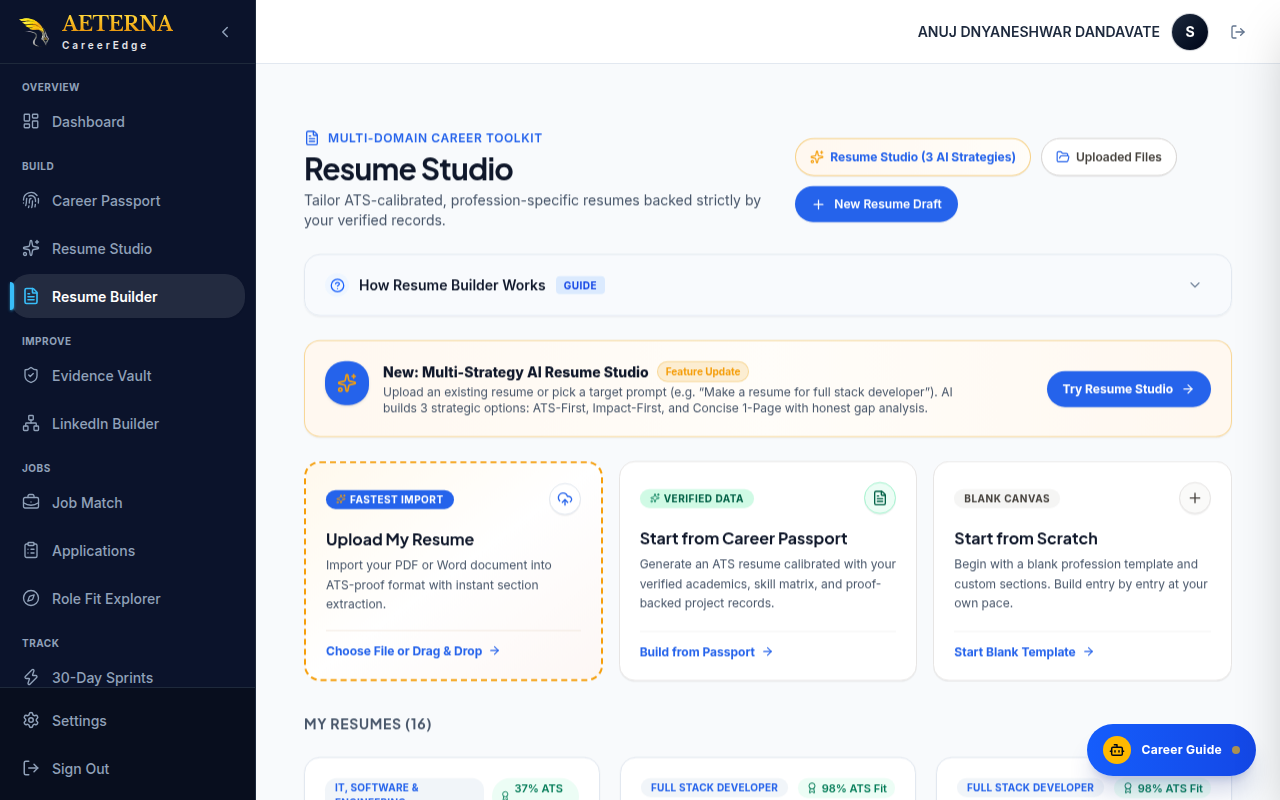 AETERNA
CareerEdge
OVERVIEW
Dashboard
BUILD
Career Passport
Resume Studio
Resume Builder
IMPROVE
Evidence Vault
LinkedIn Builder
JOBS
Job Match
Applications
Role Fit Explorer
TRACK
30-Day Sprints
Settings
Sign Out
ANUJ DNYANESHWAR DANDAVATE
S
MULTI-DOMAIN CAREER TOOLKIT
Resume Studio
Tailor ATS-calibrated, profession-specific resumes backed strictly by
your verified records.
Resume Studio (3 AI Strategies)
Uploaded Files
New Resume Draft
How Resume Builder Works
GUIDE
New: Multi-Strategy AI Resume Studio
Feature Update
Upload an existing resume or pick a target prompt (e.g. “Make a resume for full stack developer”). AI
builds 3 strategic options: ATS-First, Impact-First, and Concise 1-Page with honest gap analysis.
Try Resume Studio
FASTEST IMPORT
Upload My Resume
Import your PDF or Word document into
ATS-proof format with instant section
extraction.
Choose File or Drag & Drop
VERIFIED DATA
Start from Career Passport
Generate an ATS resume calibrated with your
verified academics, skill matrix, and proof-
backed project records.
Build from Passport
BLANK CANVAS
Start from Scratch
Begin with a blank profession template and
custom sections. Build entry by entry at your
own pace.
Start Blank Template
MY RESUMES (16)
IT, SOFTWARE &
ENGINEERING
37% ATS
FULL STACK DEVELOPER
98% ATS Fit
FULL STACK DEVELOPER
98% ATS Fit
Career Guide